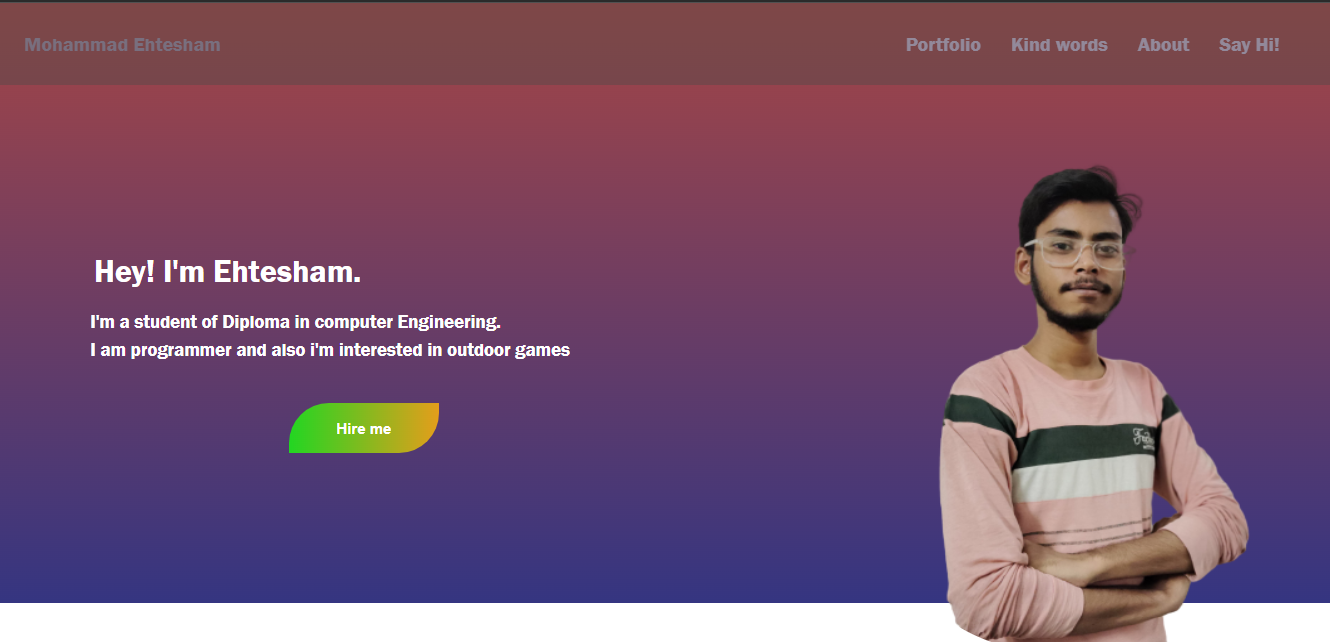 Mohammad Ehtesham
Portfolio Kind words About Say Hi!
Hey! I'm Ehtesham.
I'm a student of Diploma in computer Engineering.
I am programmer and also i'm interested in outdoor games
Hire me